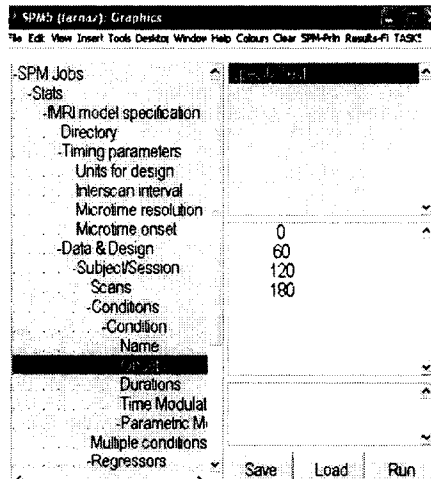 SPM5 (farnaz): Graphics
File Edit View Insert Tools Desktop Window Help Colours Clear SPM-Prin Results-Fi TASKS
-SPM Jobs
-Stats
-fMRI model specification
Directory
-Timing parameters
Units for design
Interscan interval
Microtime resolution
Microtime onset
-Data & Design
-Subject/Session
Scans
-Conditions
-Condition
Name
Durations
Time Modulat
-Parametric M
Multiple conditions
-Regressors
0
60
120
180
Save Load Run